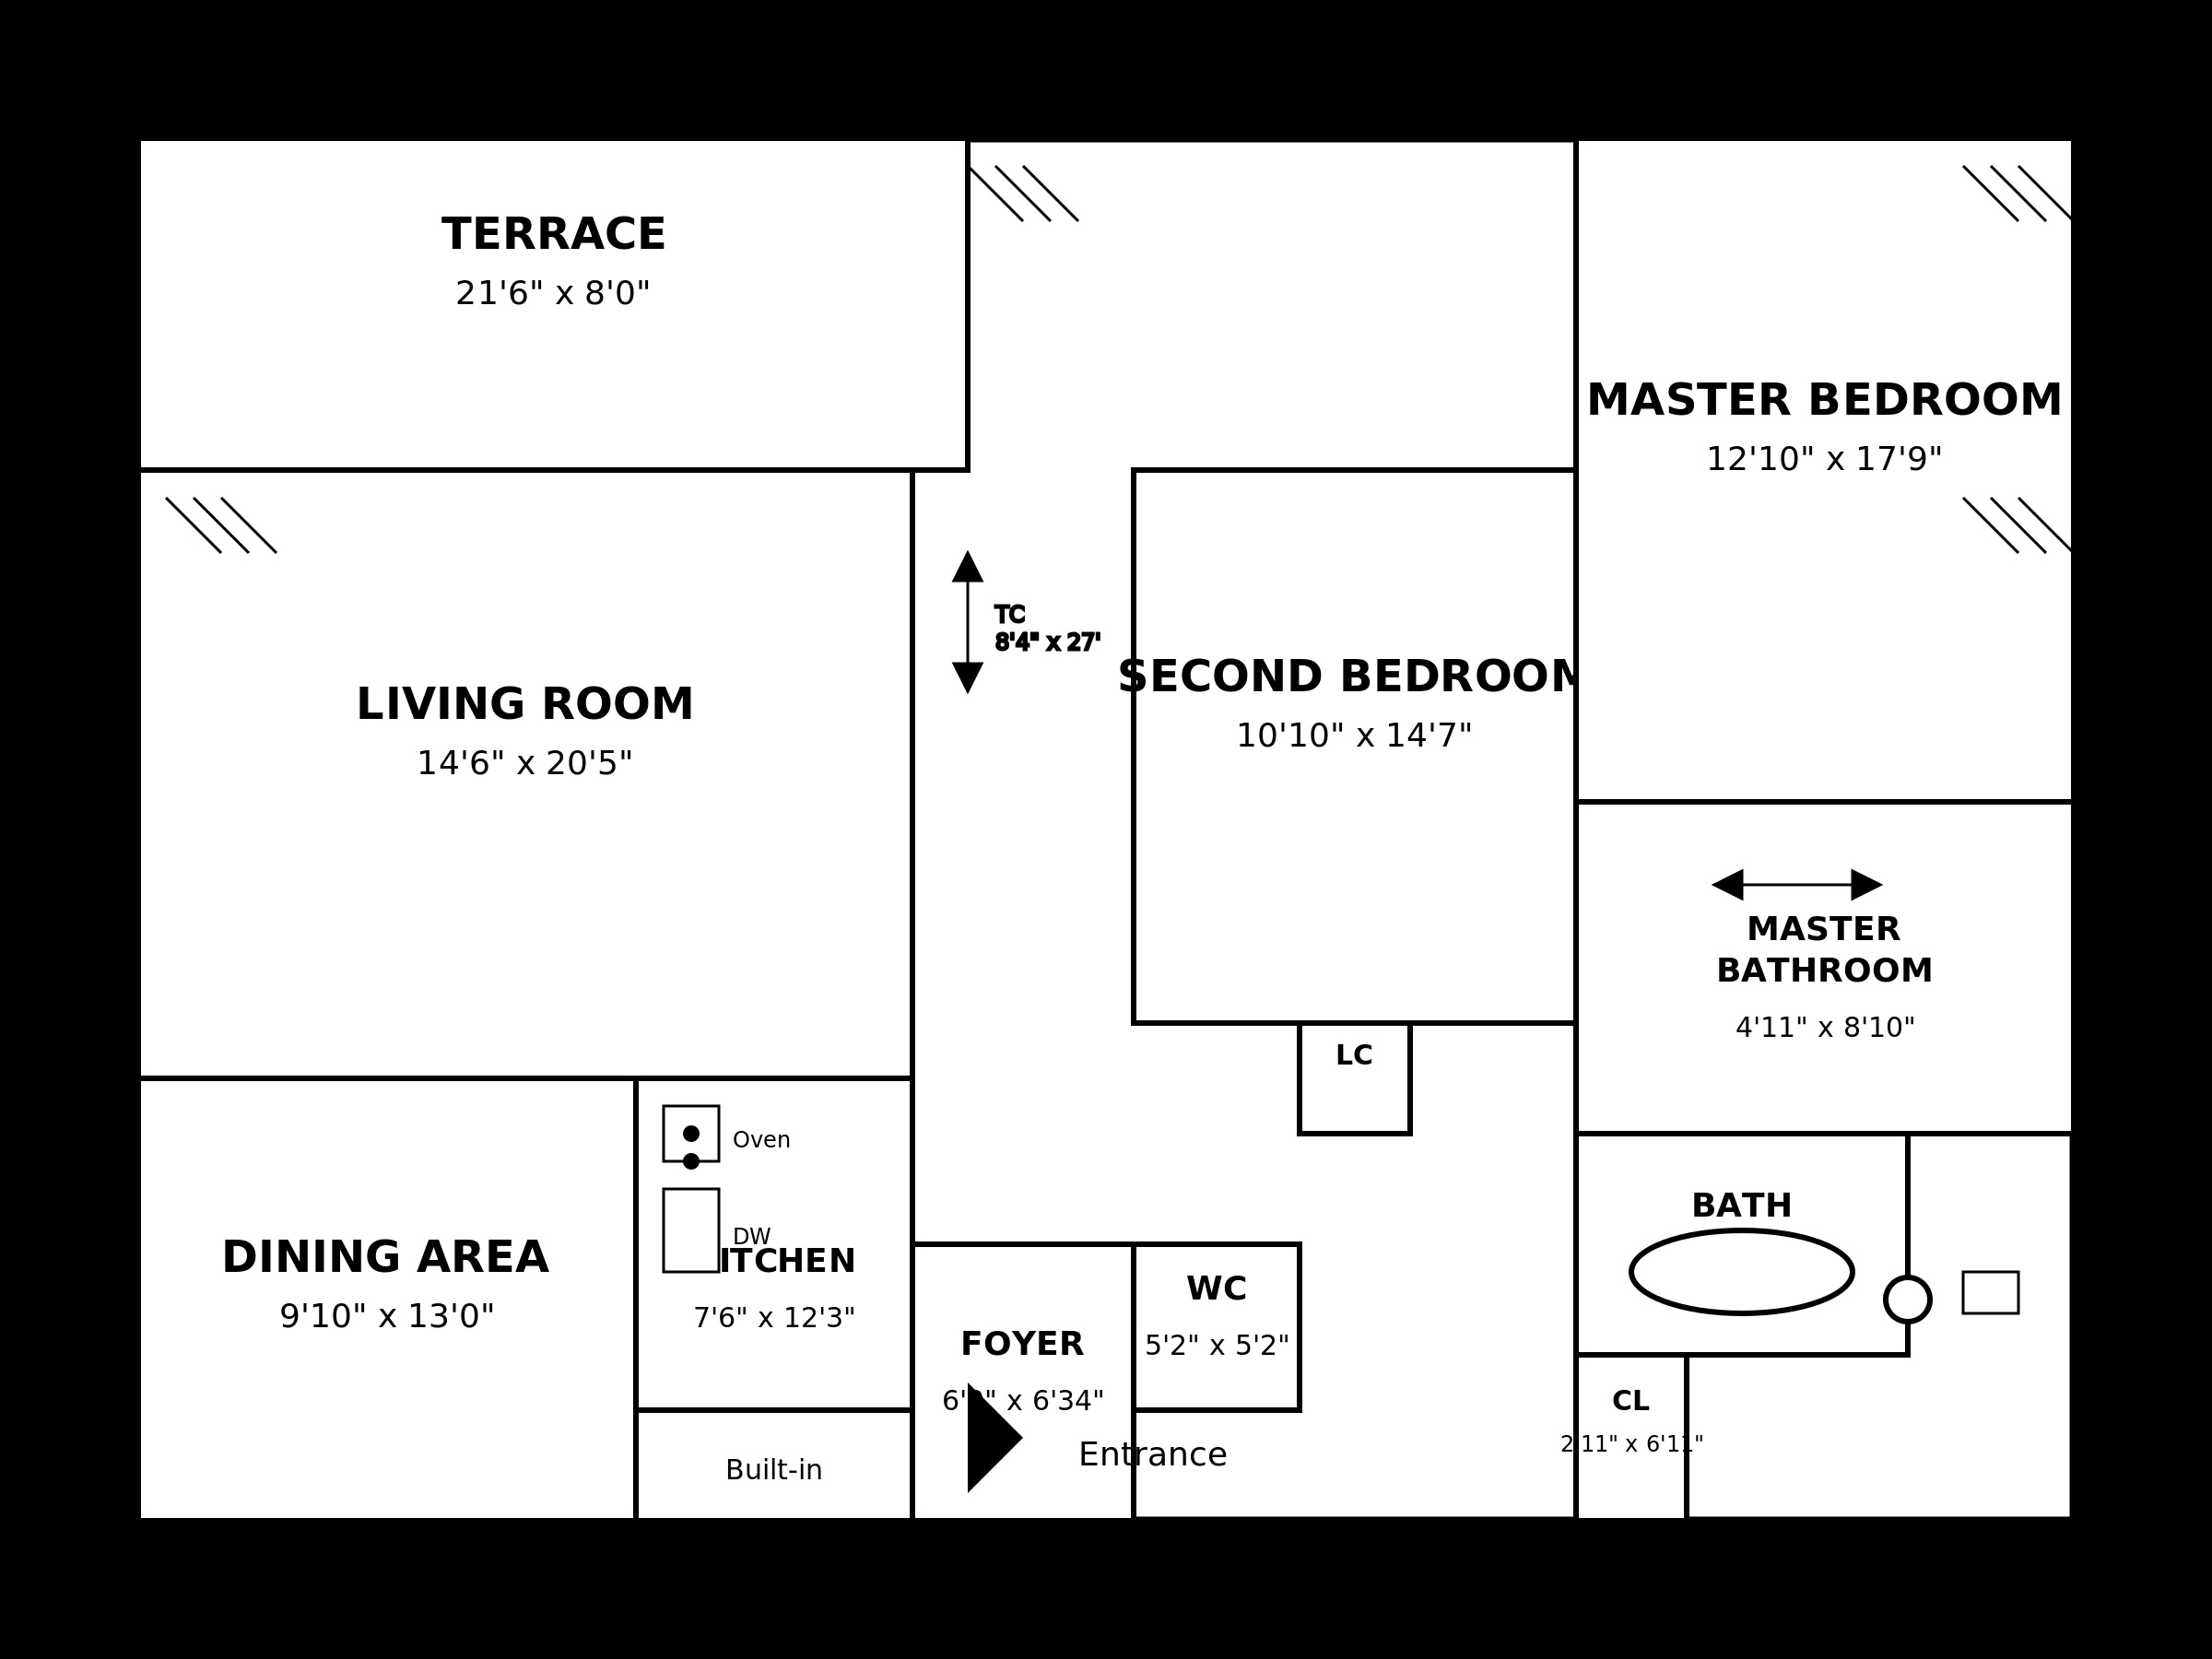 TERRACE
21'6" x 8'0"
MASTER BEDROOM
12'10" x 17'9"
TC
8'4" x 27'
SECOND BEDROOM
10'10" x 14'7"
LIVING ROOM
14'6" x 20'5"
MASTER
BATHROOM
4'11" x 8'10"
LC
Oven
DW
ITCHEN
7'6" x 12'3"
DINING AREA
9'10" x 13'0"
BATH
WC
5'2" x 5'2"
FOYER
x 6'34"
CL
2'11" x 6'11"
Entrance
Built-in